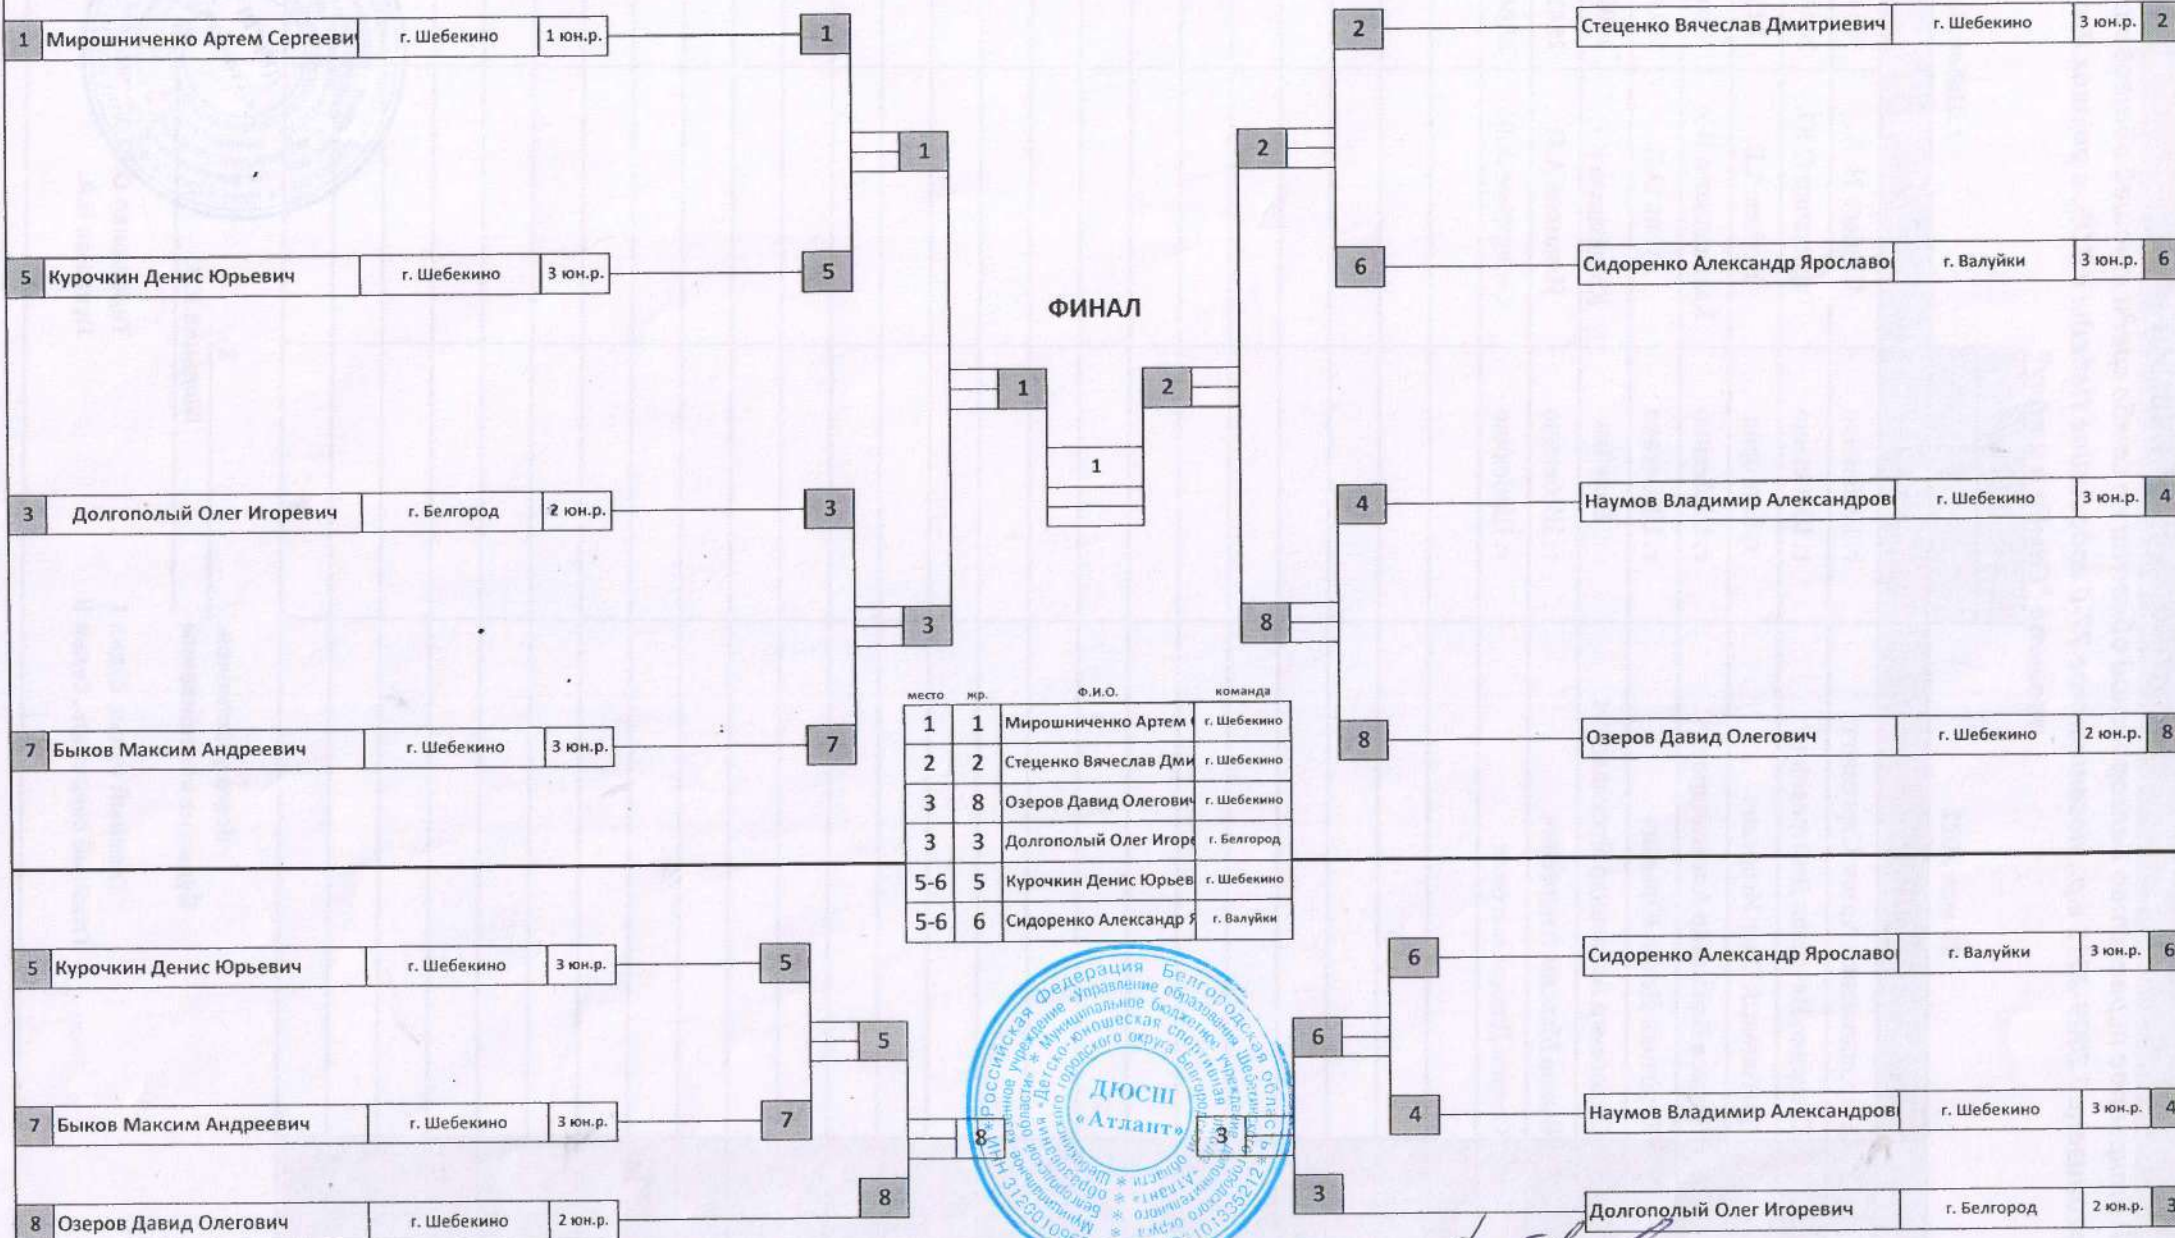 1 Мирошниченко Артем Сергееви г. Шебекино 1 юн.р. 1
2 Стеценко Вячеслав Дмитриевич г. Шебекино 3 юн.р. 2
1
2
5 Курочкин Денис Юрьевич г. Шебекино 3 юн.р. 5
6 Сидоренко Александр Ярославо г. Валуйки 3 юн.р. 6
ФИНАЛ
1 2
1
3 Долгополый Олег Игоревич г. Белгород 2 юн.р. 3
4 Наумов Владимир Александров г. Шебекино 3 юн.р. 4
3
8
7 Быков Максим Андреевич г. Шебекино 3 юн.р. 7
8 Озеров Давид Олегович г. Шебекино 2 юн.р. 8
место жр. Ф.И.О. команда
1 1 Мирошниченко Артем г. Шебекино
2 2 Стеценко Вячеслав Дми г. Шебекино
3 8 Озеров Давид Олегович г. Шебекино
3 3 Долгополый Олег Игоре г. Белгород
5-6 5 Курочкин Денис Юрьев г. Шебекино
5-6 6 Сидоренко Александр Я г. Валуйки
5 Курочкин Денис Юрьевич г. Шебекино 3 юн.р. 5
6 Сидоренко Александр Ярославо г. Валуйки 3 юн.р. 6
5
6
7 Быков Максим Андреевич г. Шебекино 3 юн.р. 7
4 Наумов Владимир Александров г. Шебекино 3 юн.р. 4
8 3
8 Озеров Давид Олегович г. Шебекино 2 юн.р. 8
3 Долгополый Олег Игоревич г. Белгород 2 юн.р. 3
Российская Федерация Белгородская область
ДЮСШ
«Атлант»